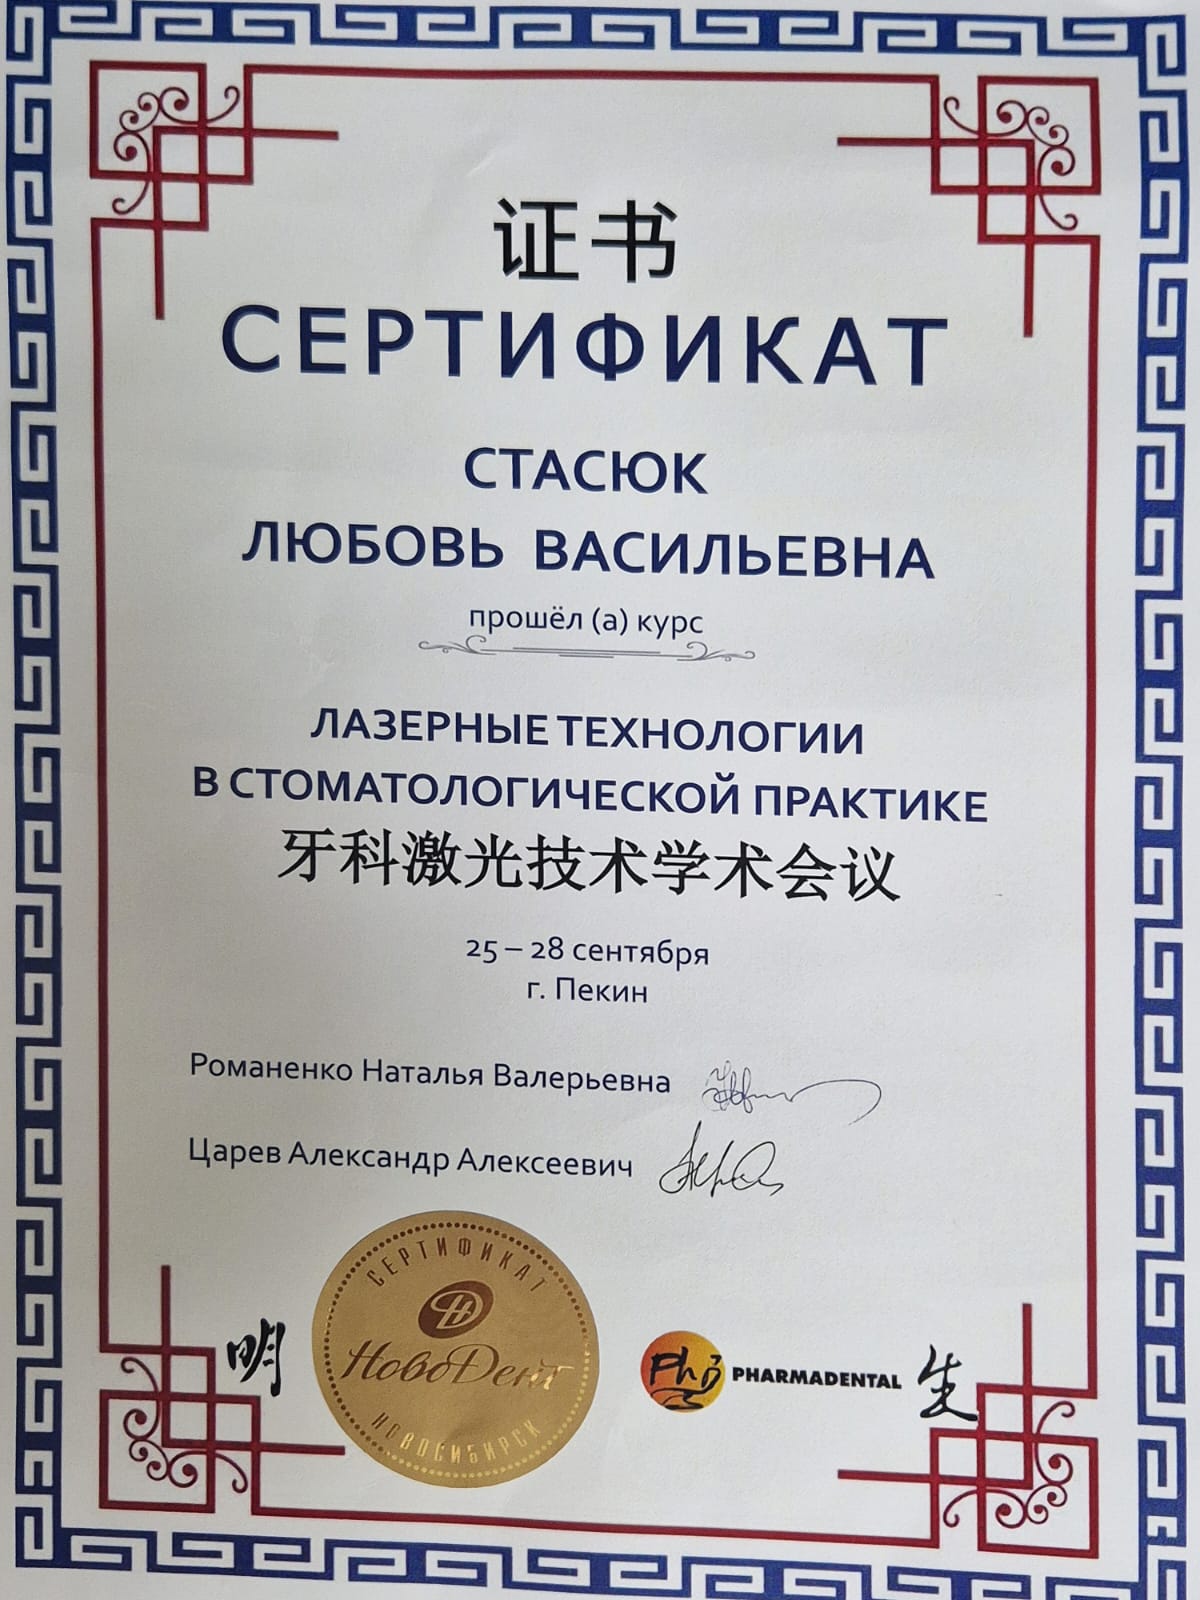 证书
СЕРТИФИКАТ
СТАСЮК
ЛЮБОВЬ ВАСИЛЬЕВНА
прошёл (а) курс
ЛАЗЕРНЫЕ ТЕХНОЛОГИИ
В СТОМАТОЛОГИЧЕСКОЙ ПРАКТИКЕ
牙科激光技术学术会议
25 – 28 сентября
г. Пекин
Романенко Наталья Валерьевна
Царев Александр Алексеевич
СЕРТИФИКАТ
НовоДент
НОВОСИБИРСК
明
PHARMADENTAL
生